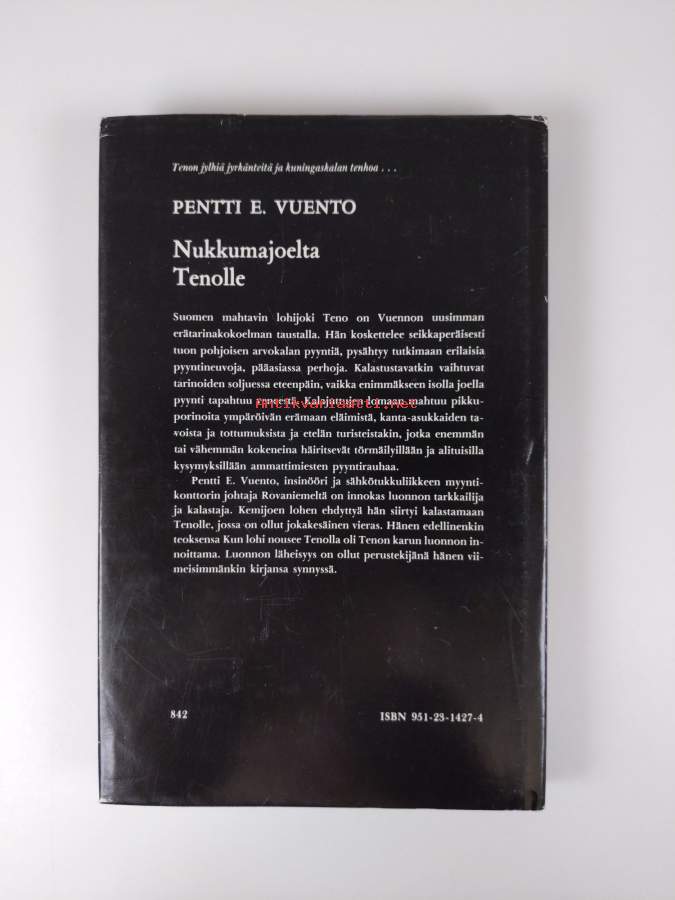 Tenon jylhiä jyrkänteitä ja kuningaskalan tenhoa . . .
PENTTI E. VUENTO
Nukkumajoelta
Tenolle
Suomen mahtavin lohijoki Teno on Vuennon uusimman
erätarinakokoelman taustalla. Hän koskettelee seikkaperäisesti
tuon pohjoisen arvokalan pyyntiä, pysähtyy tutkimaan erilaisia
pyyntineuvoja, pääasiassa perhoja. Kalastustavatkin vaihtuvat
tarinoiden soljuessa eteenpäin, vaikka enimmäkseen isolla joella
pyynti tapahtuu veneestä. Kalajuttujen lomaan mahtuu pikku-
Antikvariaatti.net
porinoita ympäröivän erämaan eläimistä, kanta-asukkaiden ta-
voista ja tottumuksista ja etelän turisteistakin, jotka enemmän
tai vähemmän kokeneina häiritsevät törmäilyillään ja alituisilla
kysymyksillään ammattimiesten pyyntirauhaa.
Pentti E. Vuento, insinööri ja sähkötukkuliikkeen myynti-
konttorin johtaja Rovaniemeltä on innokas luonnon tarkkailija
ja kalastaja. Kemijoen lohen ehdyttyä hän siirtyi kalastamaan
Tenolle, jossa on ollut jokakesäinen vieras. Hänen edellinenkin
teoksensa Kun lohi nousee Tenolla oli Tenon karun luonnon in-
noittama. Luonnon läheisyys on ollut perustekijänä hänen vii-
meisimmänkin kirjansa synnyssä.
842
ISBN 951-23-1427-4